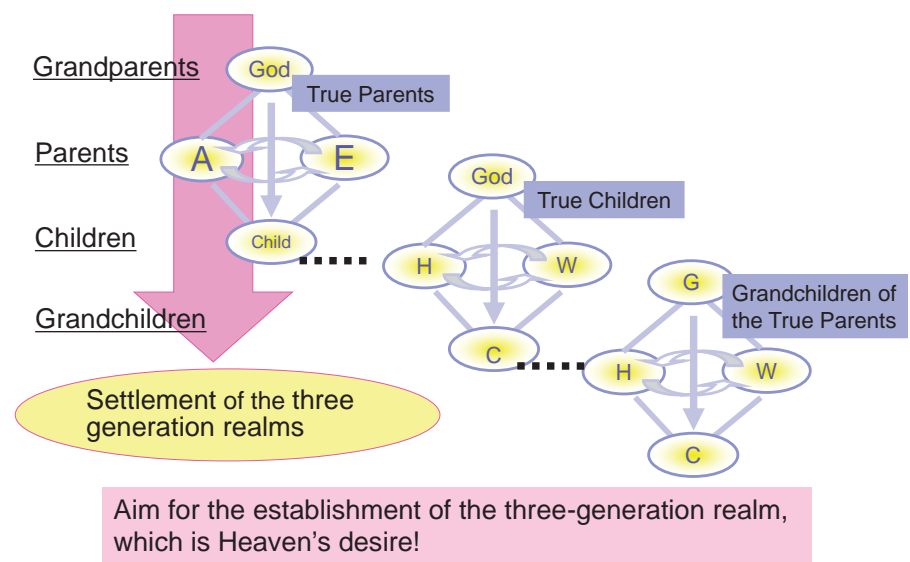 Grandparents
God
True Parents
Parents
A
E
God
True Children
Children
Child
H
W
G
Grandchildren of
the True Parents
Grandchildren
C
H
W
Settlement of the three
generation realms
C
Aim for the establishment of the three-generation realm,
which is Heaven's desire!